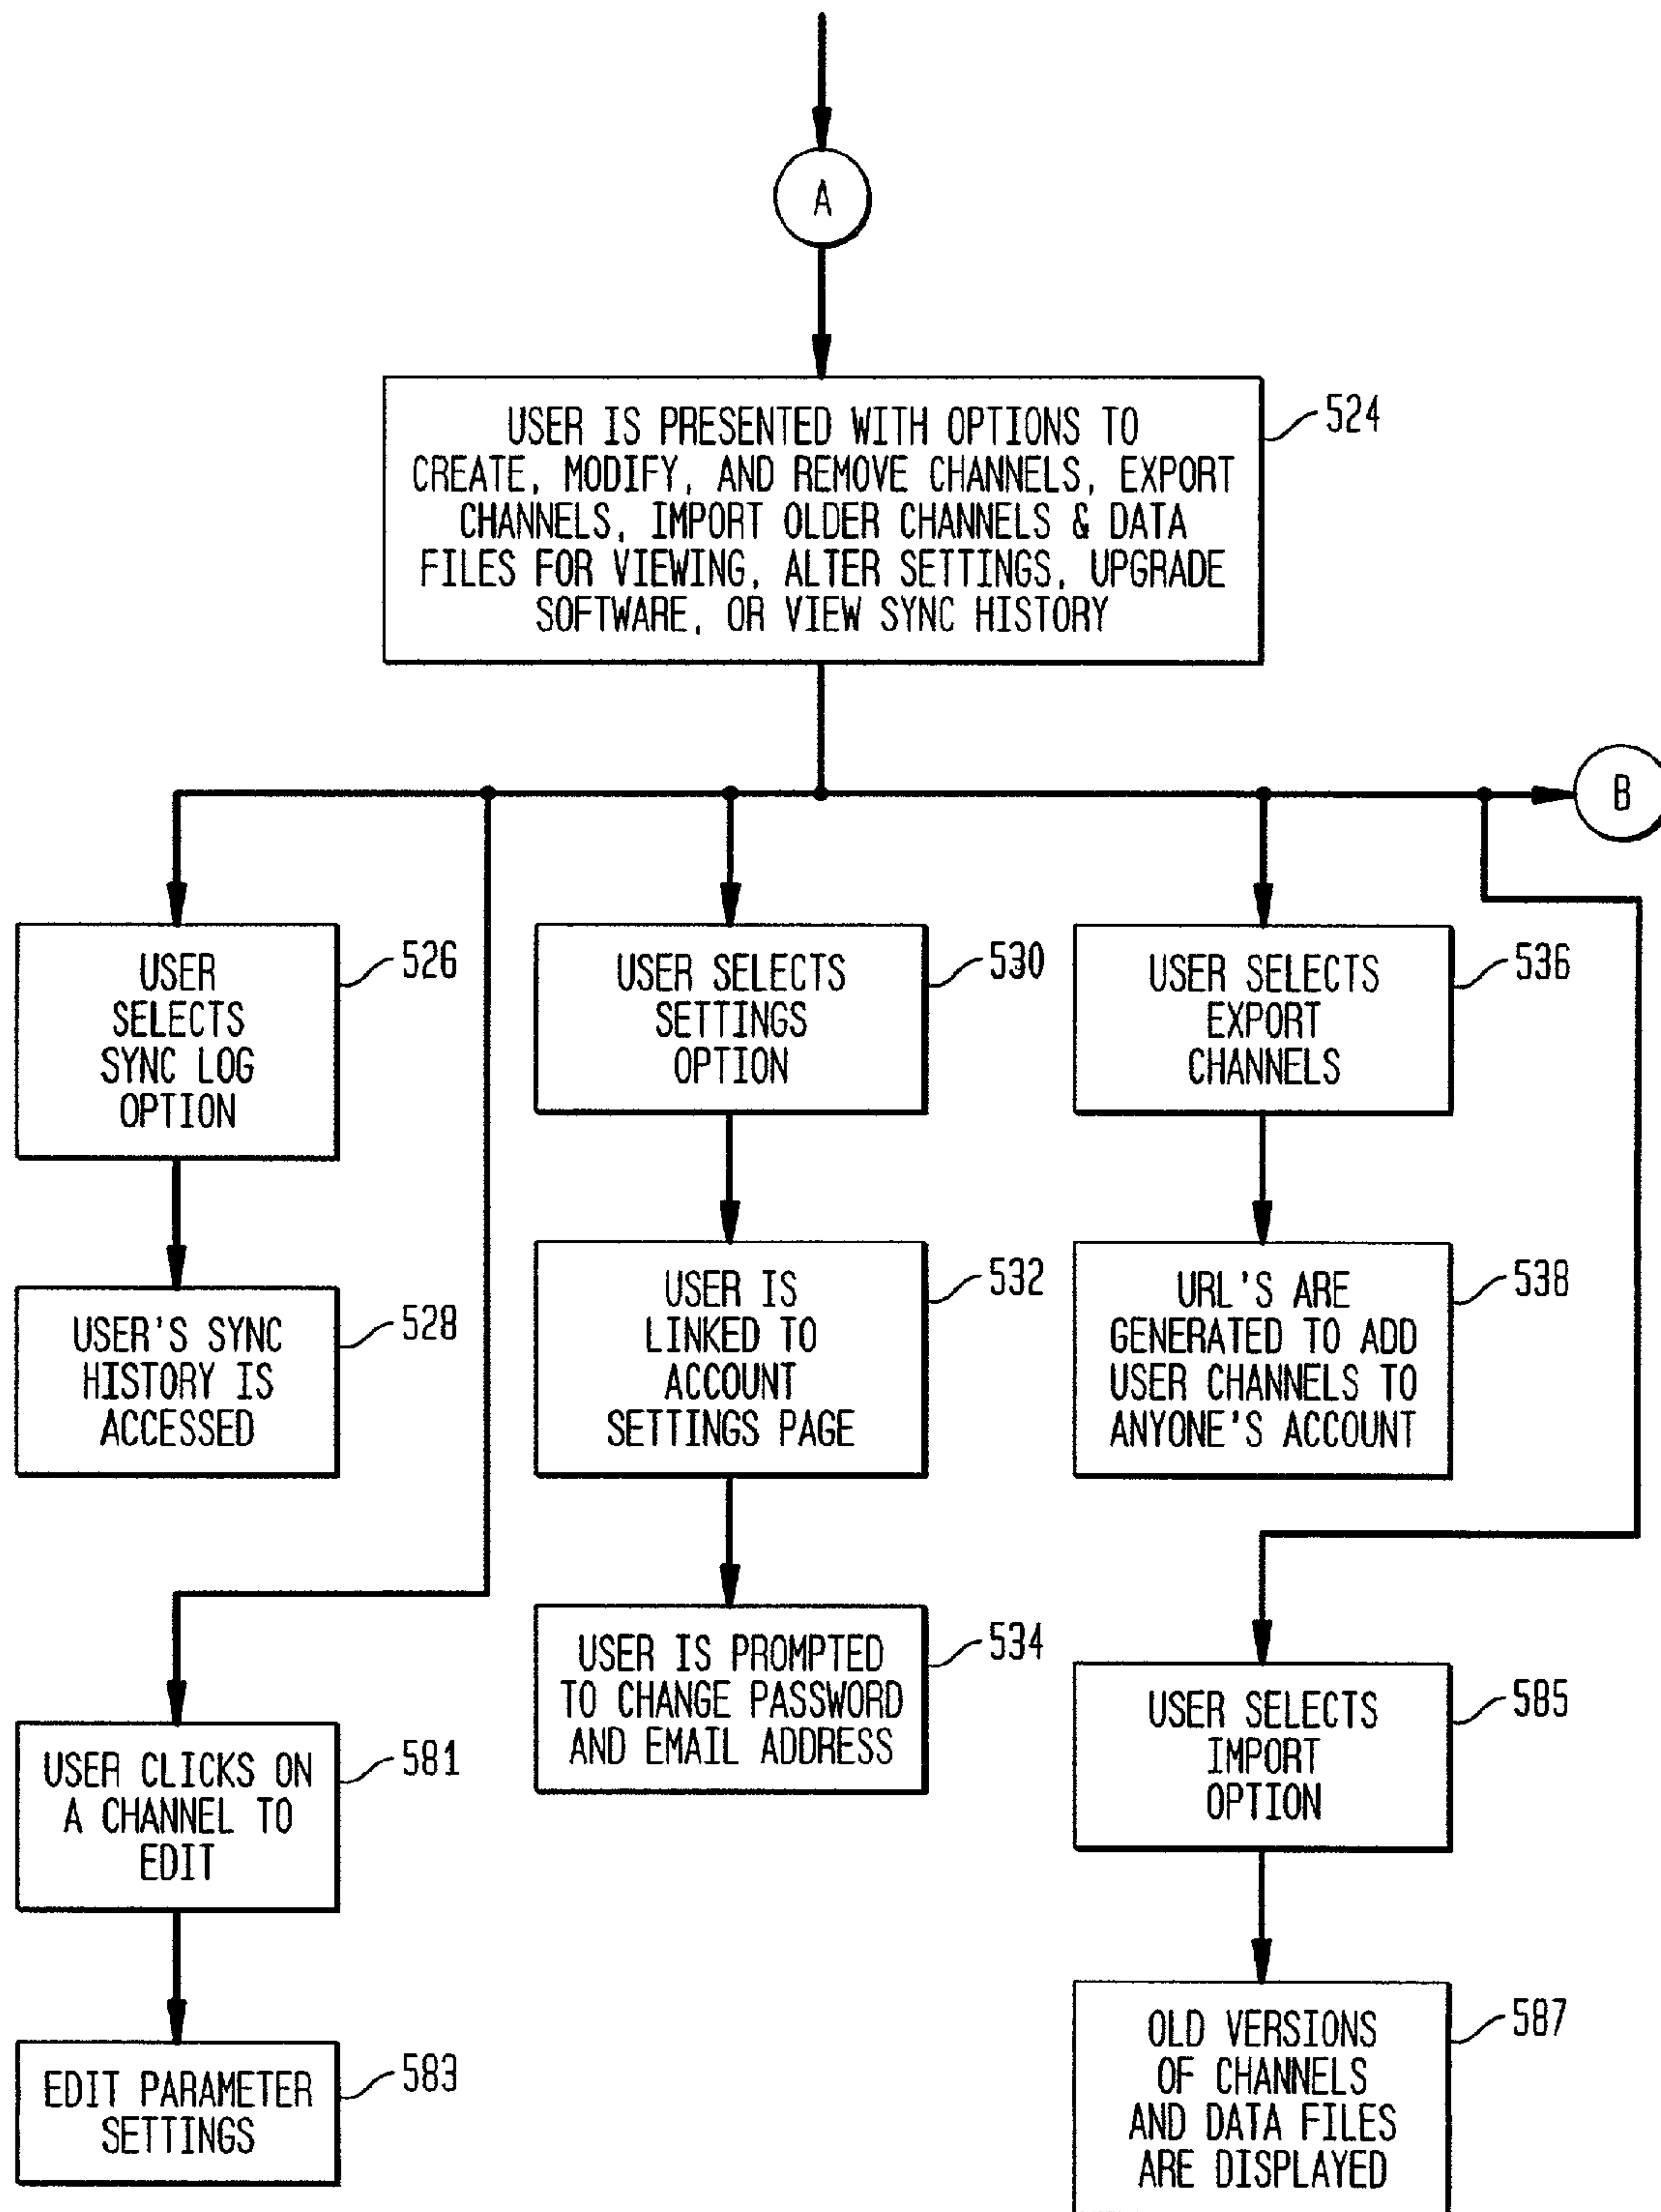 A
USER IS PRESENTED WITH OPTIONS TO
CREATE, MODIFY, AND REMOVE CHANNELS, EXPORT
CHANNELS, IMPORT OLDER CHANNELS & DATA
FILES FOR VIEWING, ALTER SETTINGS, UPGRADE
SOFTWARE, OR VIEW SYNC HISTORY
524
B
USER
SELECTS
SYNC LOG
OPTION
526
USER SELECTS
SETTINGS
OPTION
530
USER SELECTS
EXPORT
CHANNELS
536
USER'S SYNC
HISTORY IS
ACCESSED
528
USER IS
LINKED TO
ACCOUNT
SETTINGS PAGE
532
URL'S ARE
GENERATED TO ADD
USER CHANNELS TO
ANYONE'S ACCOUNT
538
USER CLICKS ON
A CHANNEL TO
EDIT
581
USER IS PROMPTED
TO CHANGE PASSWORD
AND EMAIL ADDRESS
534
USER SELECTS
IMPORT
OPTION
585
EDIT PARAMETER
SETTINGS
583
OLD VERSIONS
OF CHANNELS
AND DATA FILES
ARE DISPLAYED
587